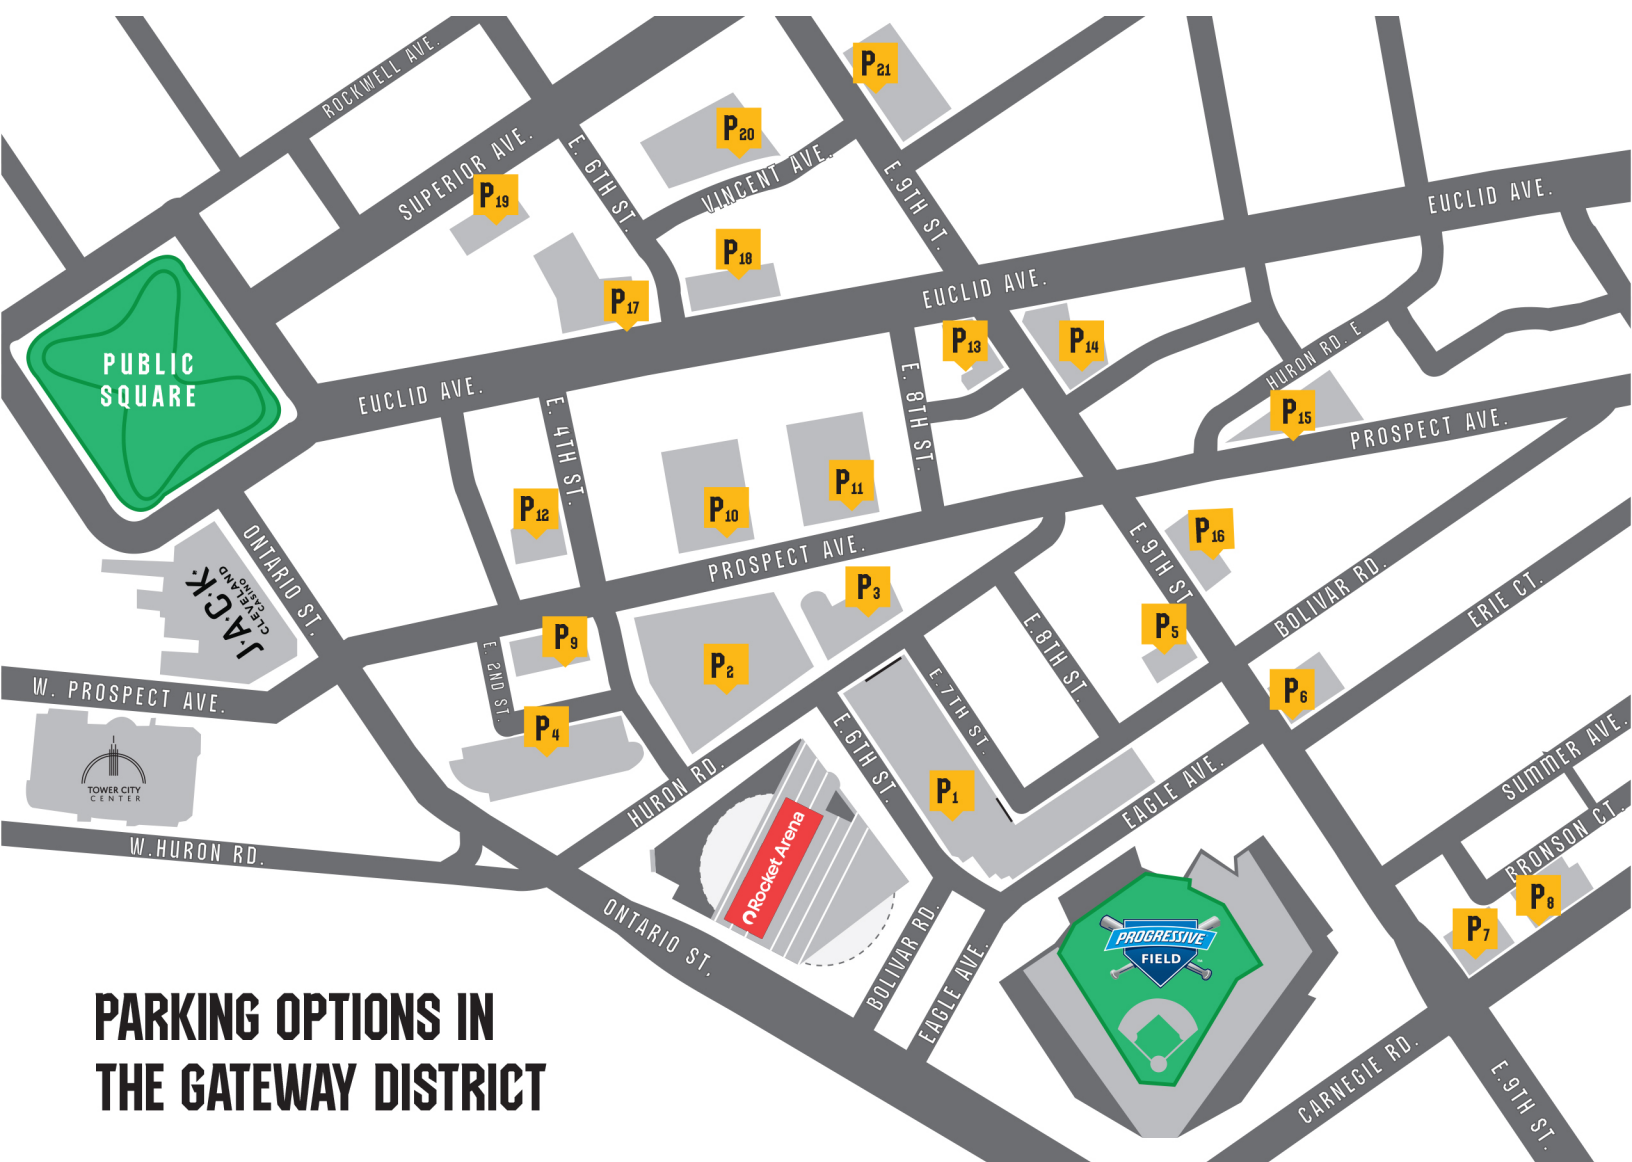 ROCKWELL AVE.
P21
P20
SUPERIOR AVE.
E. 6TH ST.
VINCENT AVE.
E.9TH ST.
P19
EUCLID AVE.
P18
EUCLID AVE.
P17
P13
P14
HURON RD. E
PUBLIC
SQUARE
EUCLID AVE.
E. 4TH ST.
E. 8TH ST.
P15
PROSPECT AVE.
P12
P10
P11
ONTARIO ST.
PROSPECT AVE.
E.9TH ST
P16
J·A·C·K·
CLEVELAND
CASINO
P3
BOLIVAR RD.
ERIE CT.
P9
P2
E.8TH ST.
P5
E. 2ND ST.
W. PROSPECT AVE.
P4
E. 7TH ST.
P6
E.6TH ST.
TOWER CITY
CENTER
HURON RD.
P1
EAGLE AVE.
SUMMER AVE.
W.HURON RD.
Rocket Arena
BRONSON CT.
P8
P7
ONTARIO ST.
BOLIVAR RD.
EAGLE AVE.
PROGRESSIVE
FIELD
PARKING OPTIONS IN
THE GATEWAY DISTRICT
CARNEGIE RD.
E.9TH ST.